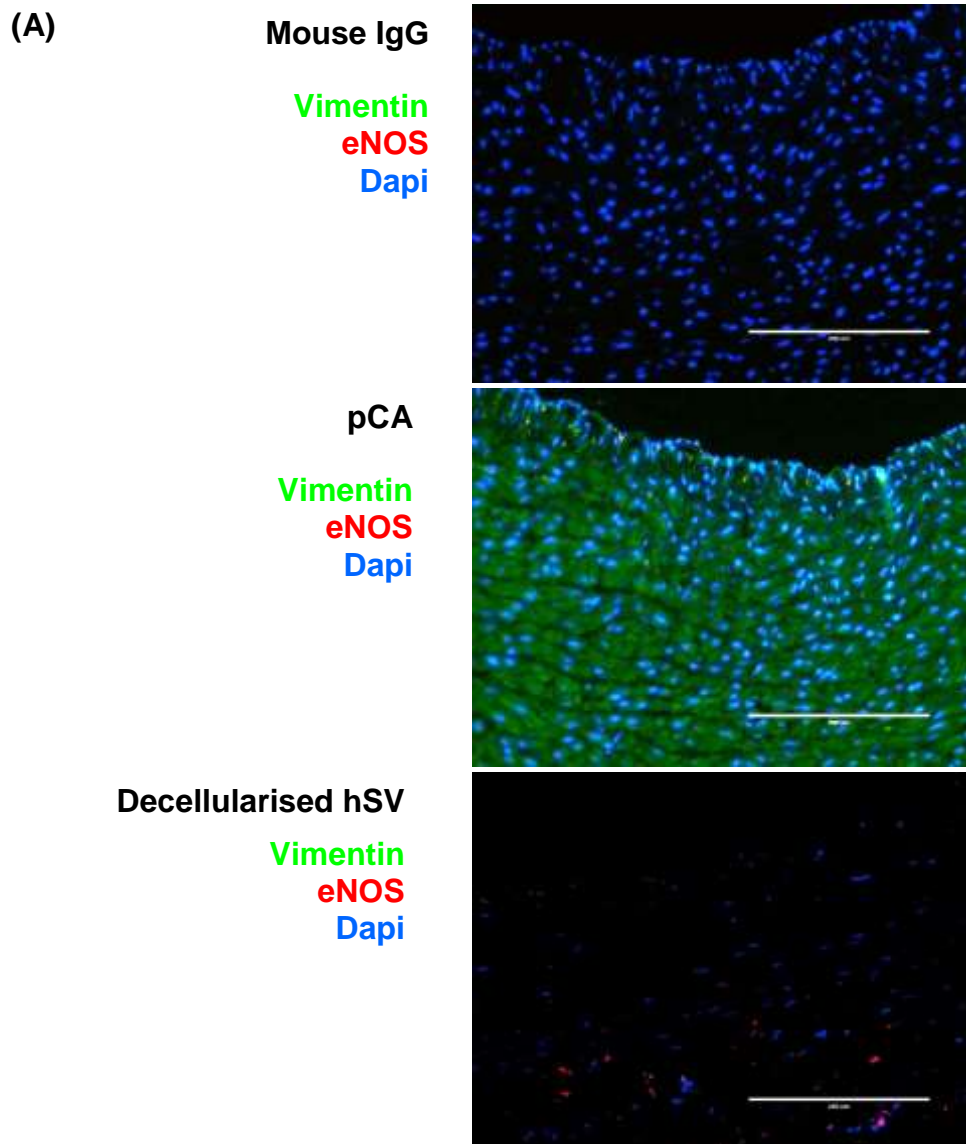 (A)
Mouse IgG
Vimentin
eNOS
Dapi
pCA
Vimentin
eNOS
Dapi
Decellularised hSV
Vimentin
eNOS
Dapi